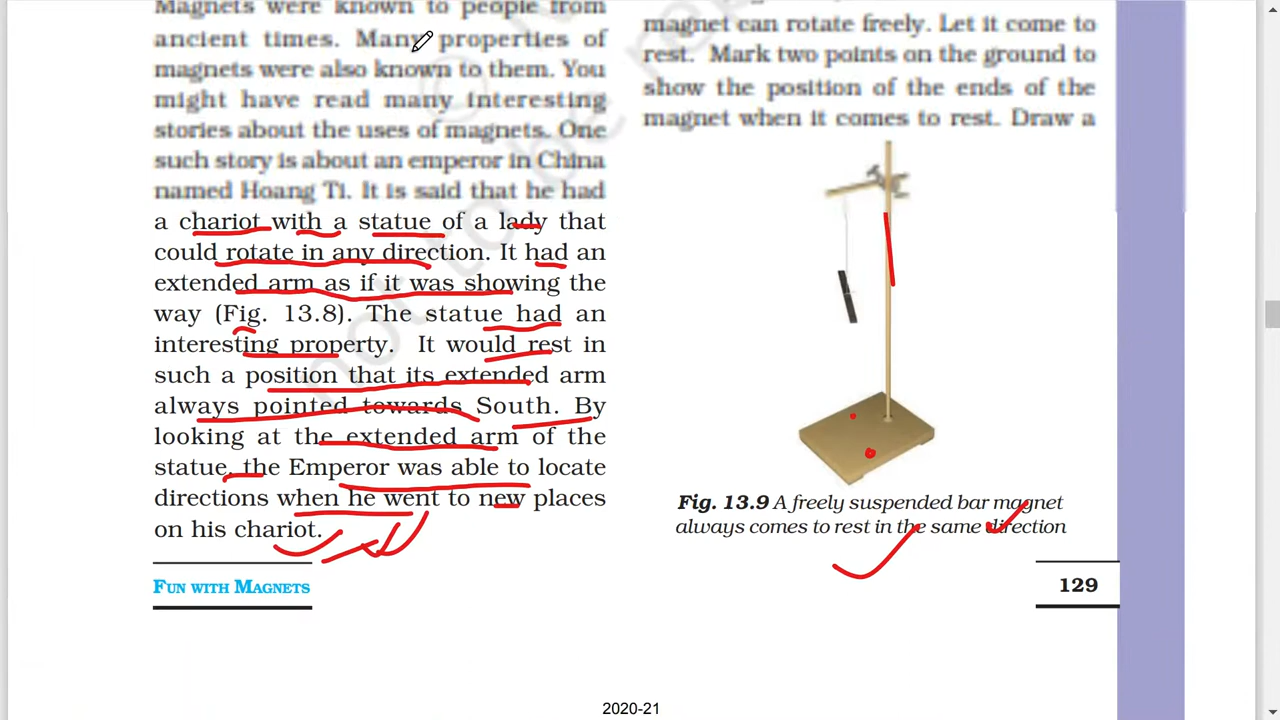 Magnets were known to people from
ancient times. Many properties of
magnets were also known to them. You
might have read many interesting
stories about the uses of magnets. One
such story is about an emperor in China
named Hoang Ti. It is said that he had
a chariot with a statue of a lady that
could rotate in any direction. It had an
extended arm as if it was showing the
way (Fig. 13.8). The statue had an
interesting property. It would rest in
such a position that its extended arm
always pointed towards South. By
looking at the extended arm of the
statue, the Emperor was able to locate
directions when he went to new places
on his chariot.
magnet can rotate freely. Let it come to
rest. Mark two points on the ground to
show the position of the ends of the
magnet when it comes to rest. Draw a
Fig. 13.9 A freely suspended bar magnet
always comes to rest in the same direction
FUN WITH MAGNETS
129
2020-21
not to be re